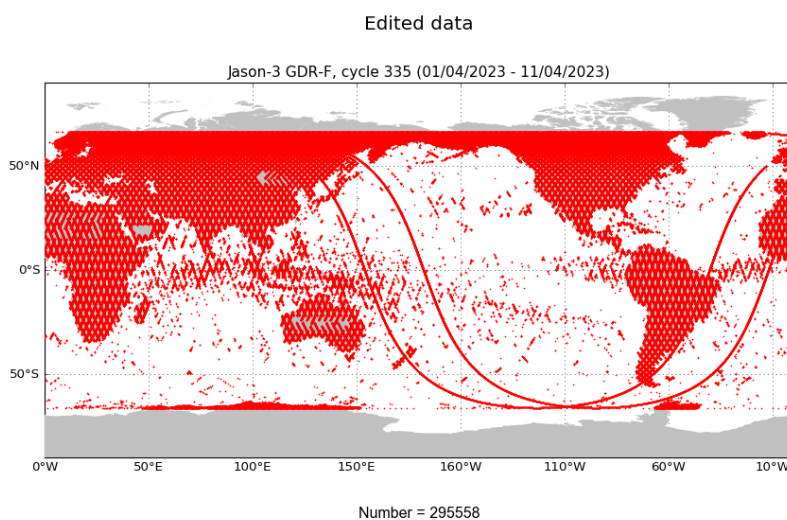 Edited data
Jason-3 GDR-F, cycle 335 (01/04/2023 - 11/04/2023)
50°N
0°S
50°S
0°W 50°E 100°E 150°E 160°W 110°W 60°W 10°W
Number = 295558